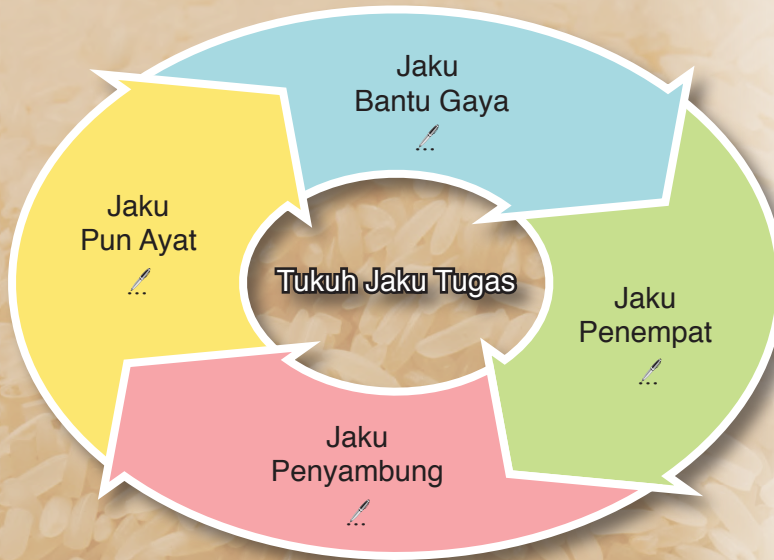 Jaku
Bantu Gaya
Jaku
Pun Ayat
Tukuh Jaku Tugas
Jaku
Penempat
Jaku
Penyambung